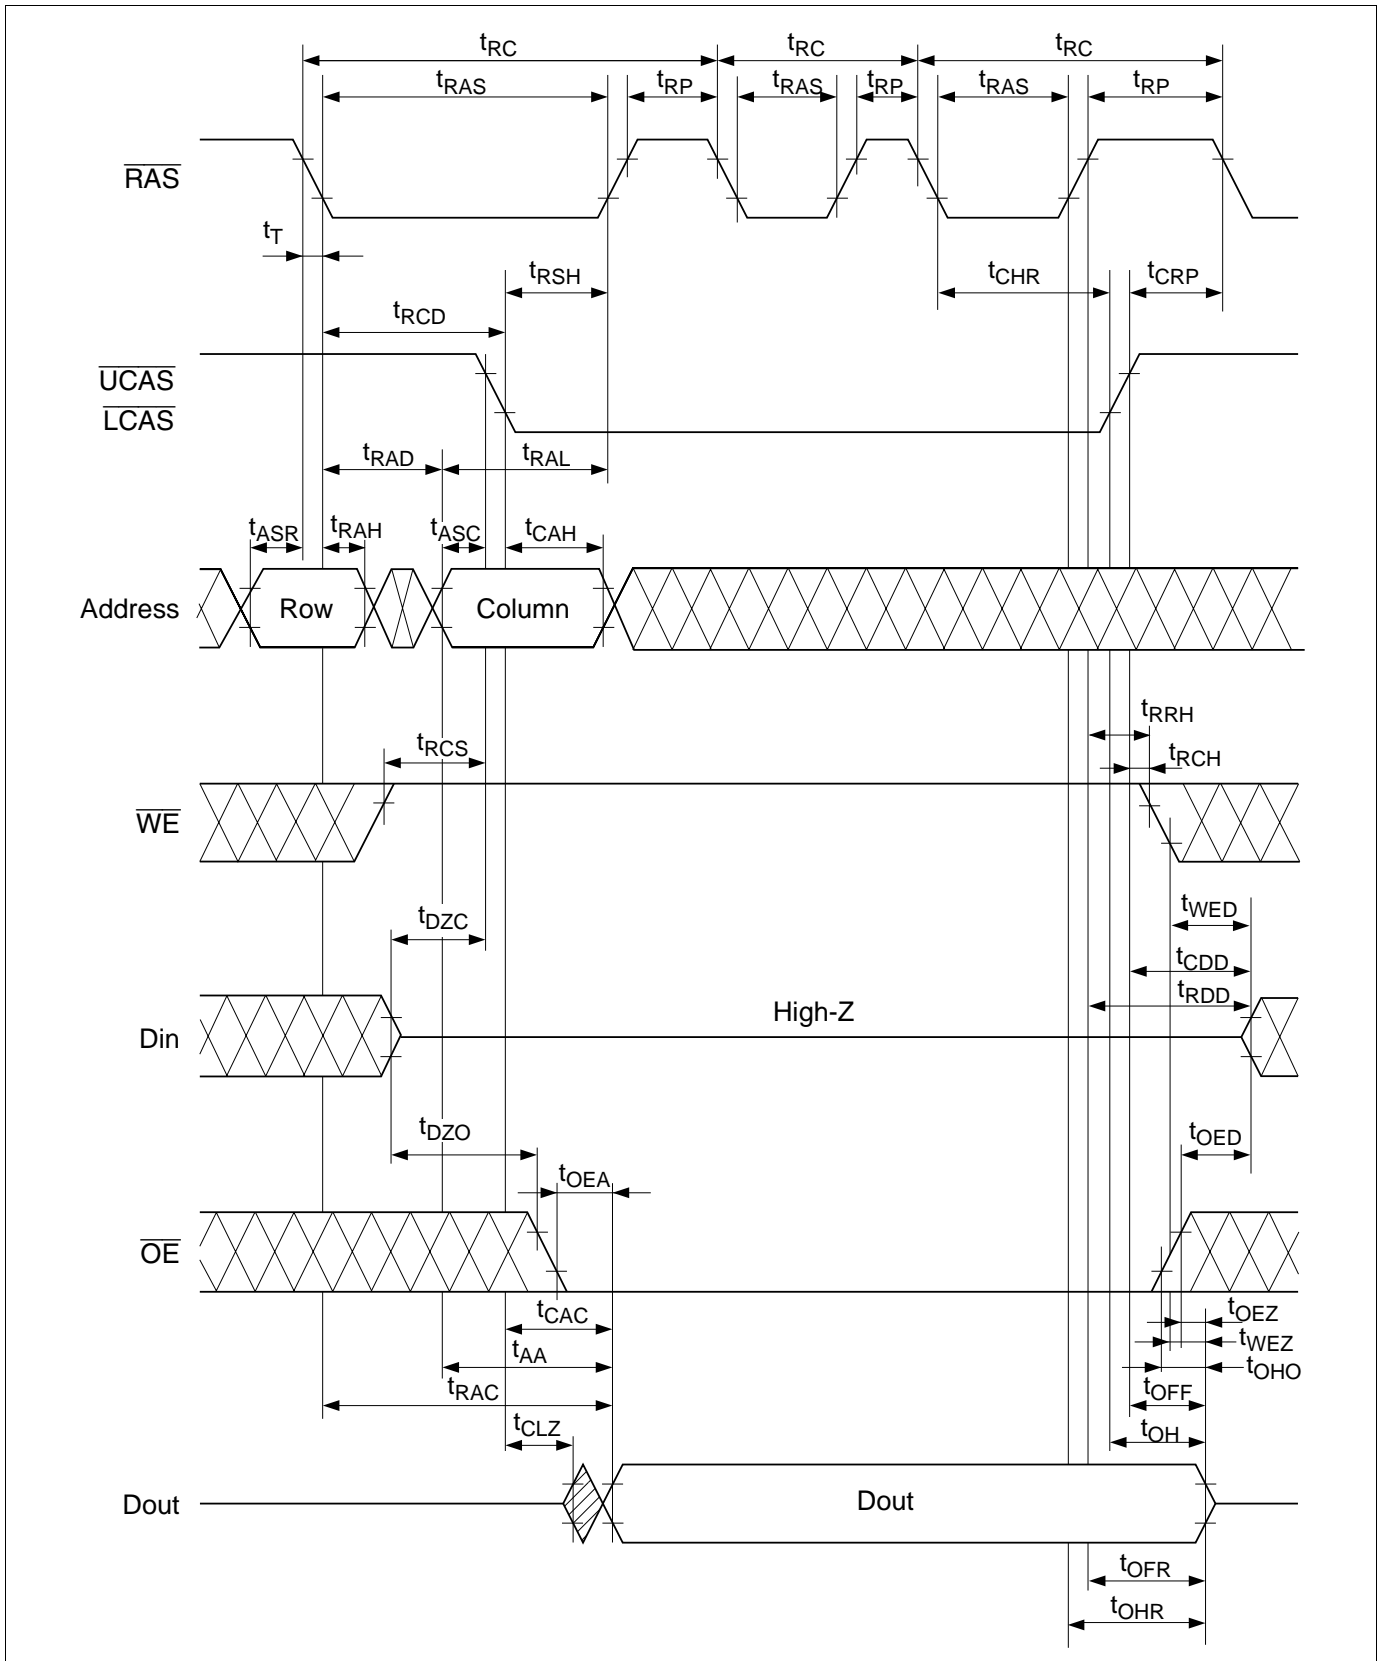 tRC tRC tRC
tRAS tRP tRAS tRP tRAS tRP
RAS
tT
tRSH tCHR tCRP
tRCD
UCAS
LCAS
tRAD tRAL
tASR tRAH tASC tCAH
Address Row Column
tRRH
tRCS tRCH
WE
tWED
tDZC
tCDD
tRDD
High-Z
Din
tDZO tOED
tOEA
OE
tOEZ
tCAC
tWEZ
tAA
tOHO
tRAC tOFF
tCLZ tOH
Dout Dout
tOFR
tOHR